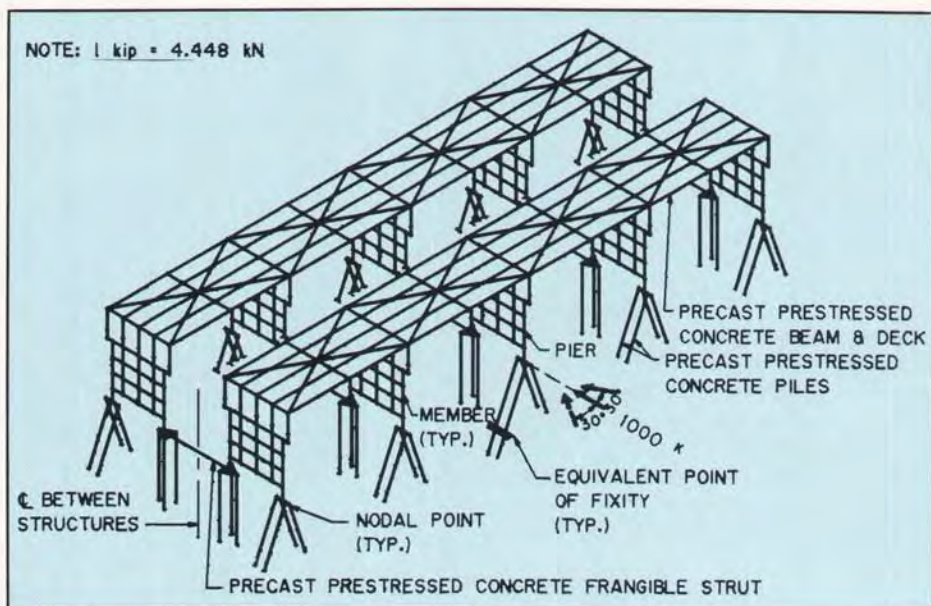 NOTE: 1 kip = 4.448 kN
PRECAST PRESTRESSED
CONCRETE BEAM & DECK
PRECAST PRESTRESSED
CONCRETE PILES
PIER
30° 30°
1000 K
MEMBER
(TYP.)
EQUIVALENT POINT
OF FIXITY
(TYP.)
℄ BETWEEN
STRUCTURES
NODAL POINT
(TYP.)
PRECAST PRESTRESSED CONCRETE FRANGIBLE STRUT